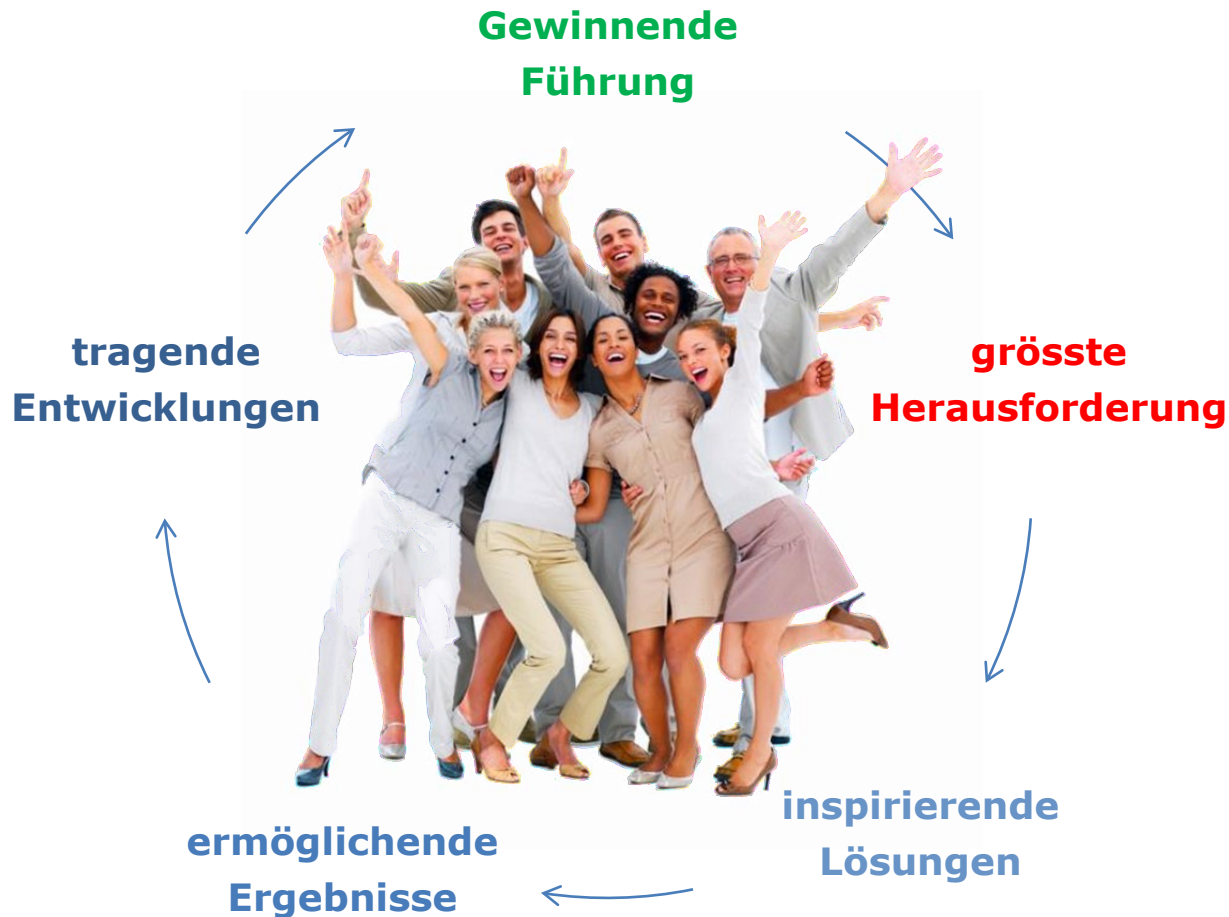 Gewinnende
Führung
grösste
Herausforderung
inspirierende
Lösungen
ermöglichende
Ergebnisse
tragende
Entwicklungen